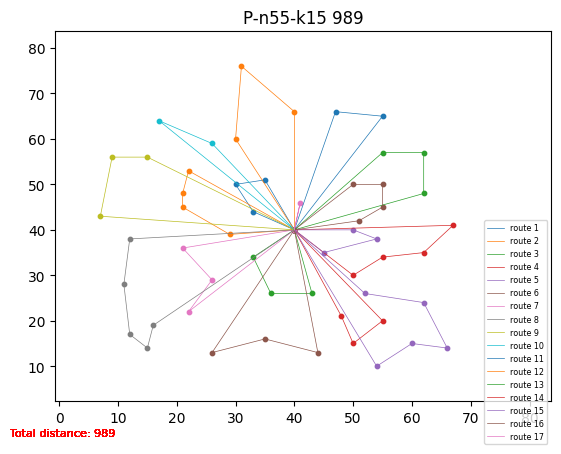 P-n55-k15 989
80
70
60
50
40
30
20
10
0 10 20 30 40 50 60 70 80
route 1
route 2
route 3
route 4
route 5
route 6
route 7
route 8
route 9
route 10
route 11
route 12
route 13
route 14
route 15
route 16
route 17
Total distance: 989